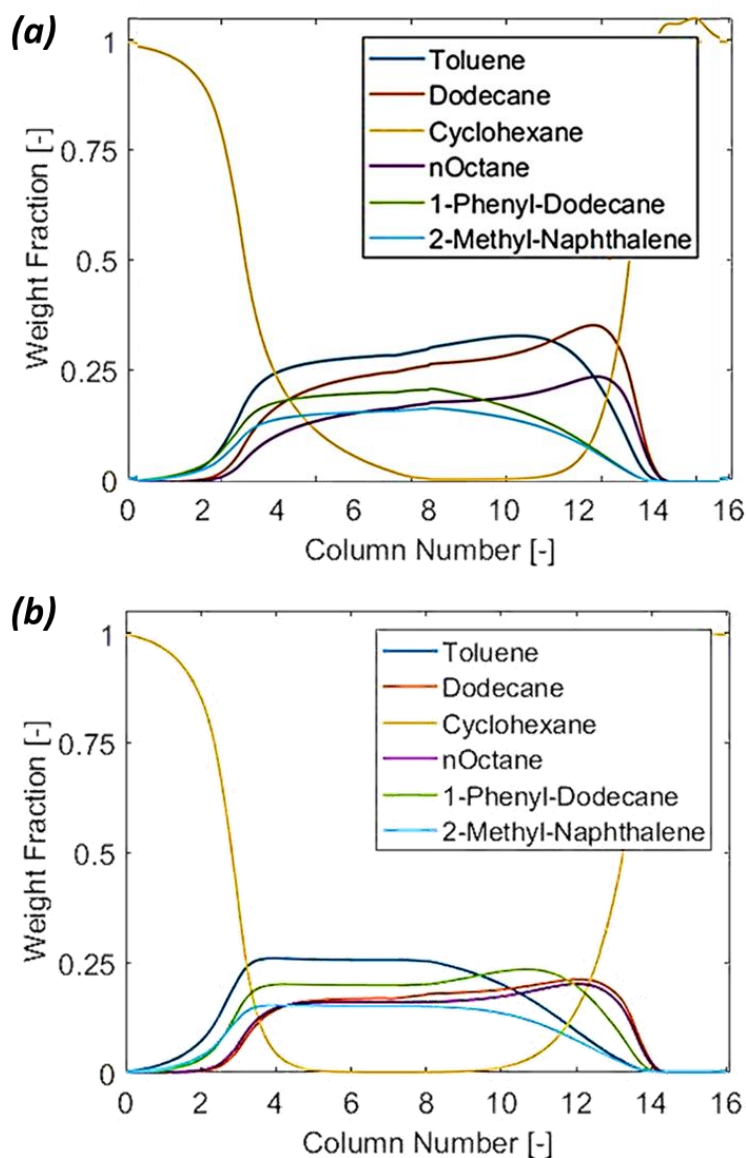 (a)
1
0.75
0.5
0.25
0
Weight Fraction [-]
Toluene
Dodecane
Cyclohexane
nOctane
1-Phenyl-Dodecane
2-Methyl-Naphthalene
0 2 4 6 8 10 12 14 16
Column Number [-]
(b)
1
0.75
0.5
0.25
0
Weight Fraction [-]
Toluene
Dodecane
Cyclohexane
nOctane
1-Phenyl-Dodecane
2-Methyl-Naphthalene
0 2 4 6 8 10 12 14 16
Column Number [-]